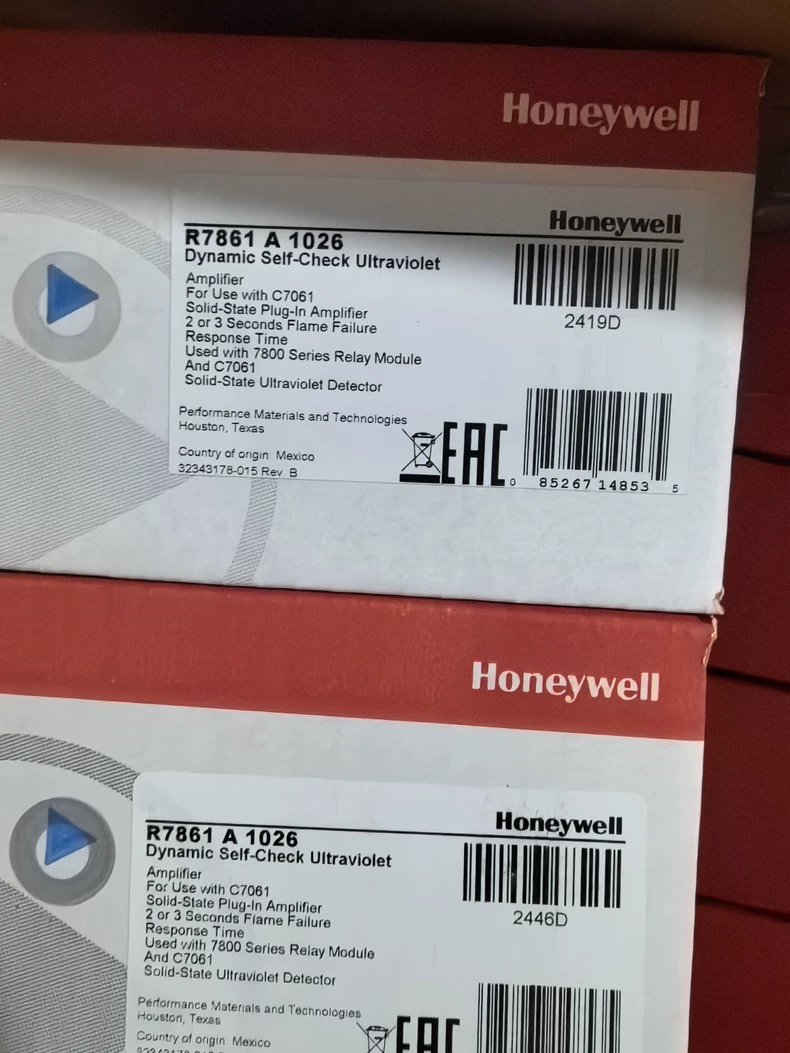 Honeywell
Honeywell
R7861 A 1026
Dynamic Self-Check Ultraviolet
Amplifier
For Use with C7061
Solid-State Plug-In Amplifier
2 or 3 Seconds Flame Failure
Response Time
Used with 7800 Series Relay Module
And C7061
Solid-State Ultraviolet Detector
2419D
Performance Materials and Technologies
Houston, Texas
Country of origin: Mexico
32343178-015 Rev. B
EAC
0 85267 14853 5
Honeywell
Honeywell
R7861 A 1026
Dynamic Self-Check Ultraviolet
Amplifier
For Use with C7061
Solid-State Plug-In Amplifier
2 or 3 Seconds Flame Failure
Response Time
Used with 7800 Series Relay Module
And C7061
Solid-State Ultraviolet Detector
2446D
Performance Materials and Technologies
Houston, Texas
Country of origin: Mexico
EAC